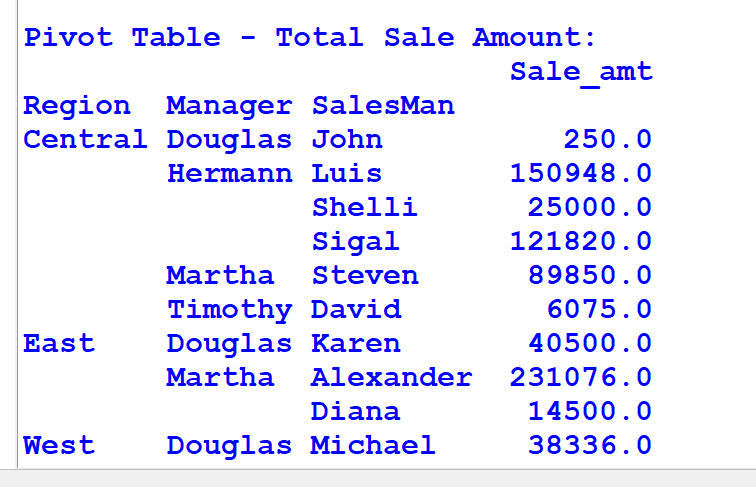 Pivot Table - Total Sale Amount:
Sale_amt
Region Manager SalesMan
Central Douglas John 250.0
Hermann Luis 150948.0
Shelli 25000.0
Sigal 121820.0
Martha Steven 89850.0
Timothy David 6075.0
East Douglas Karen 40500.0
Martha Alexander 231076.0
Diana 14500.0
West Douglas Michael 38336.0